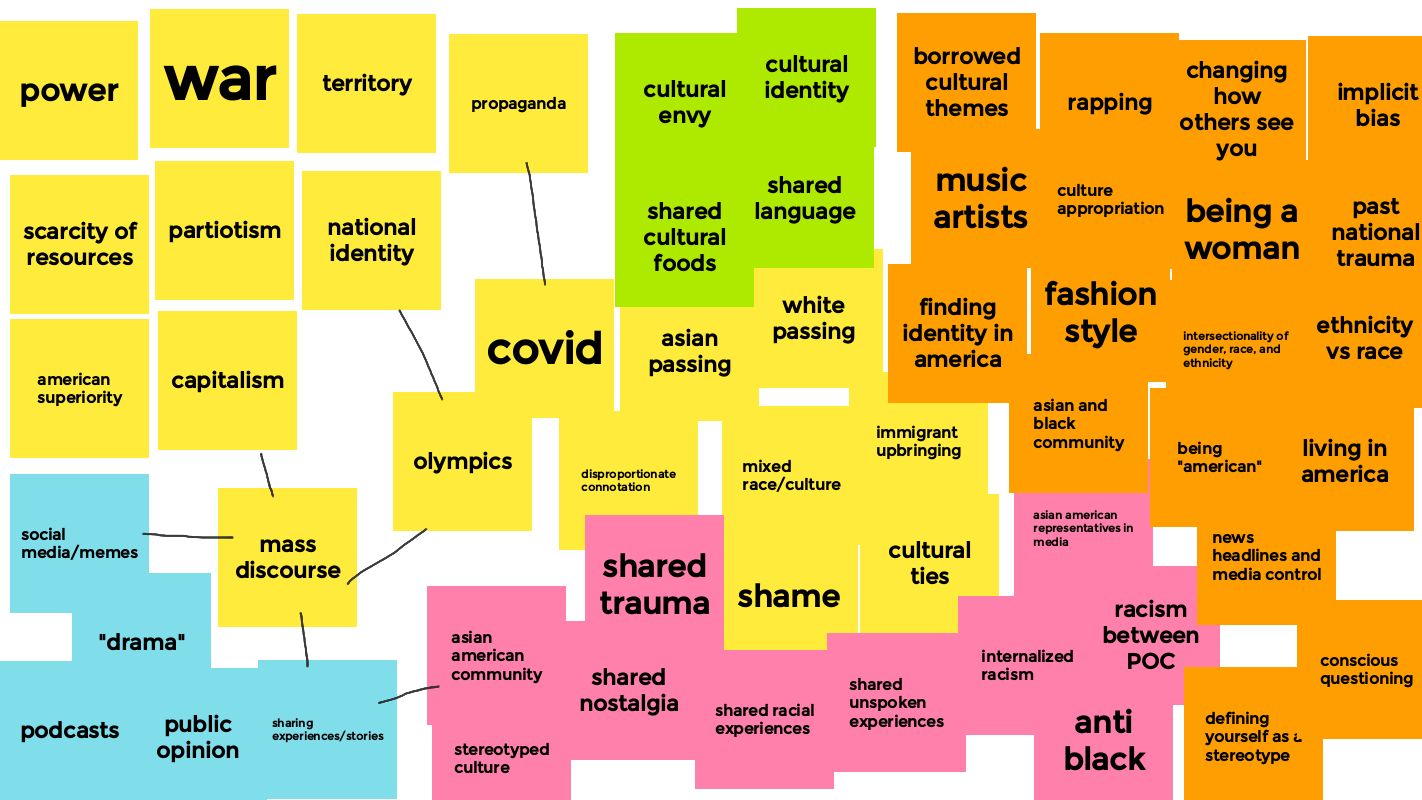 power
war
territory
propaganda
cultural
envy
cultural
identity
borrowed
cultural
themes
rapping
changing
how
others see
you
implicit
bias
scarcity of
resources
partiotism
national
identity
shared
cultural
foods
shared
language
music
artists
culture
appropriation
being a
woman
past
national
trauma
american
superiority
capitalism
covid
asian
passing
white
passing
finding
identity in
america
fashion
style
intersectionality of
gender, race, and
ethnicity
ethnicity
vs race
olympics
disproportionate
connotation
mixed
race/culture
immigrant
upbringing
asian and
black
community
being
"american"
living in
america
social
media/memes
mass
discourse
shared
trauma
shame
cultural
ties
asian american
representatives in
media
news
headlines and
media control
"drama"
asian
american
community
shared
nostalgia
shared racial
experiences
shared
unspoken
experiences
internalized
racism
racism
between
POC
conscious
questioning
podcasts
public
opinion
sharing
experiences/stories
stereotyped
culture
anti
black
defining
yourself as a
stereotype